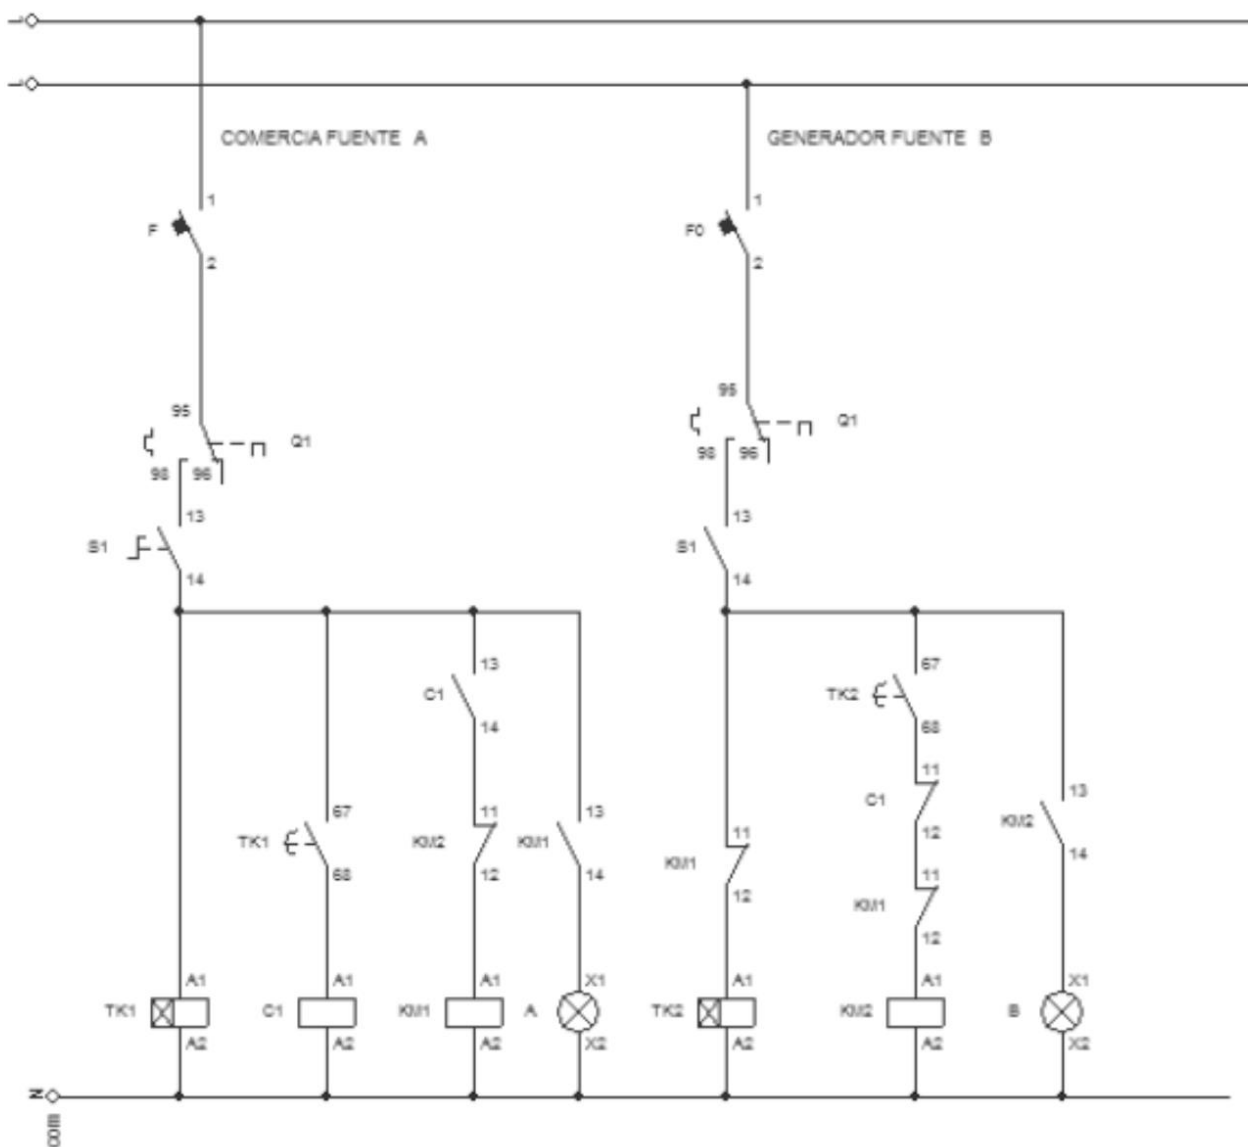 COMERCIA FUENTE A
GENERADOR FUENTE B
1
1
F
F0
2
2
95
95
Q1
Q1
98 96
98 96
13
13
S1
S1
14
14
13
67
C1
TK2
14
68
11
C1
13
67
11
13
12
KM2
TK1
KM2
KM1
11
14
68
12
14
KM1
11
12
KM1
12
A1
A1
A1
X1
A1
A1
X1
TK1
C1
KM1
A
TK2
KM2
B
A2
A2
A2
X2
A2
A2
X2
N
com